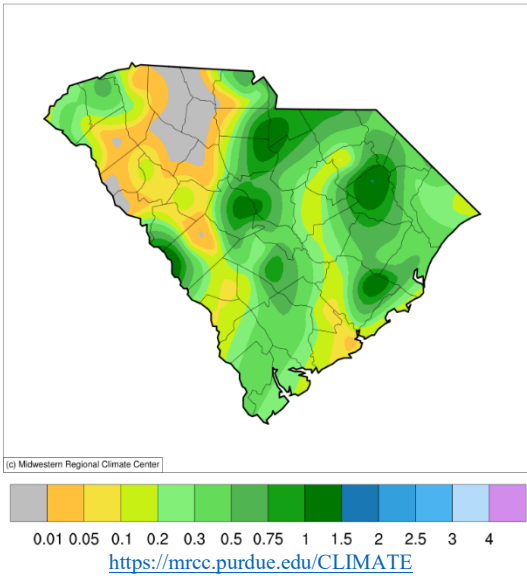 (c) Midwestern Regional Climate Center
0.01 0.05 0.1 0.2 0.3 0.5 0.75 1 1.5 2 2.5 3 4
https://mrcc.purdue.edu/CLIMATE